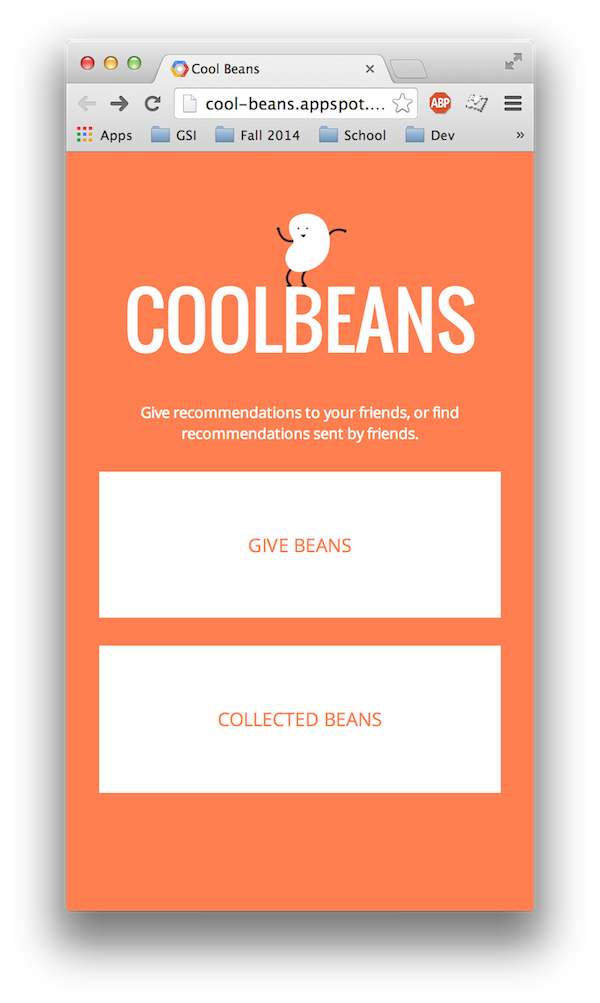 Cool Beans
cool-beans.appspot....
ABP
Apps GSI Fall 2014 School Dev »
COOLBEANS
Give recommendations to your friends, or find
recommendations sent by friends.
GIVE BEANS
COLLECTED BEANS